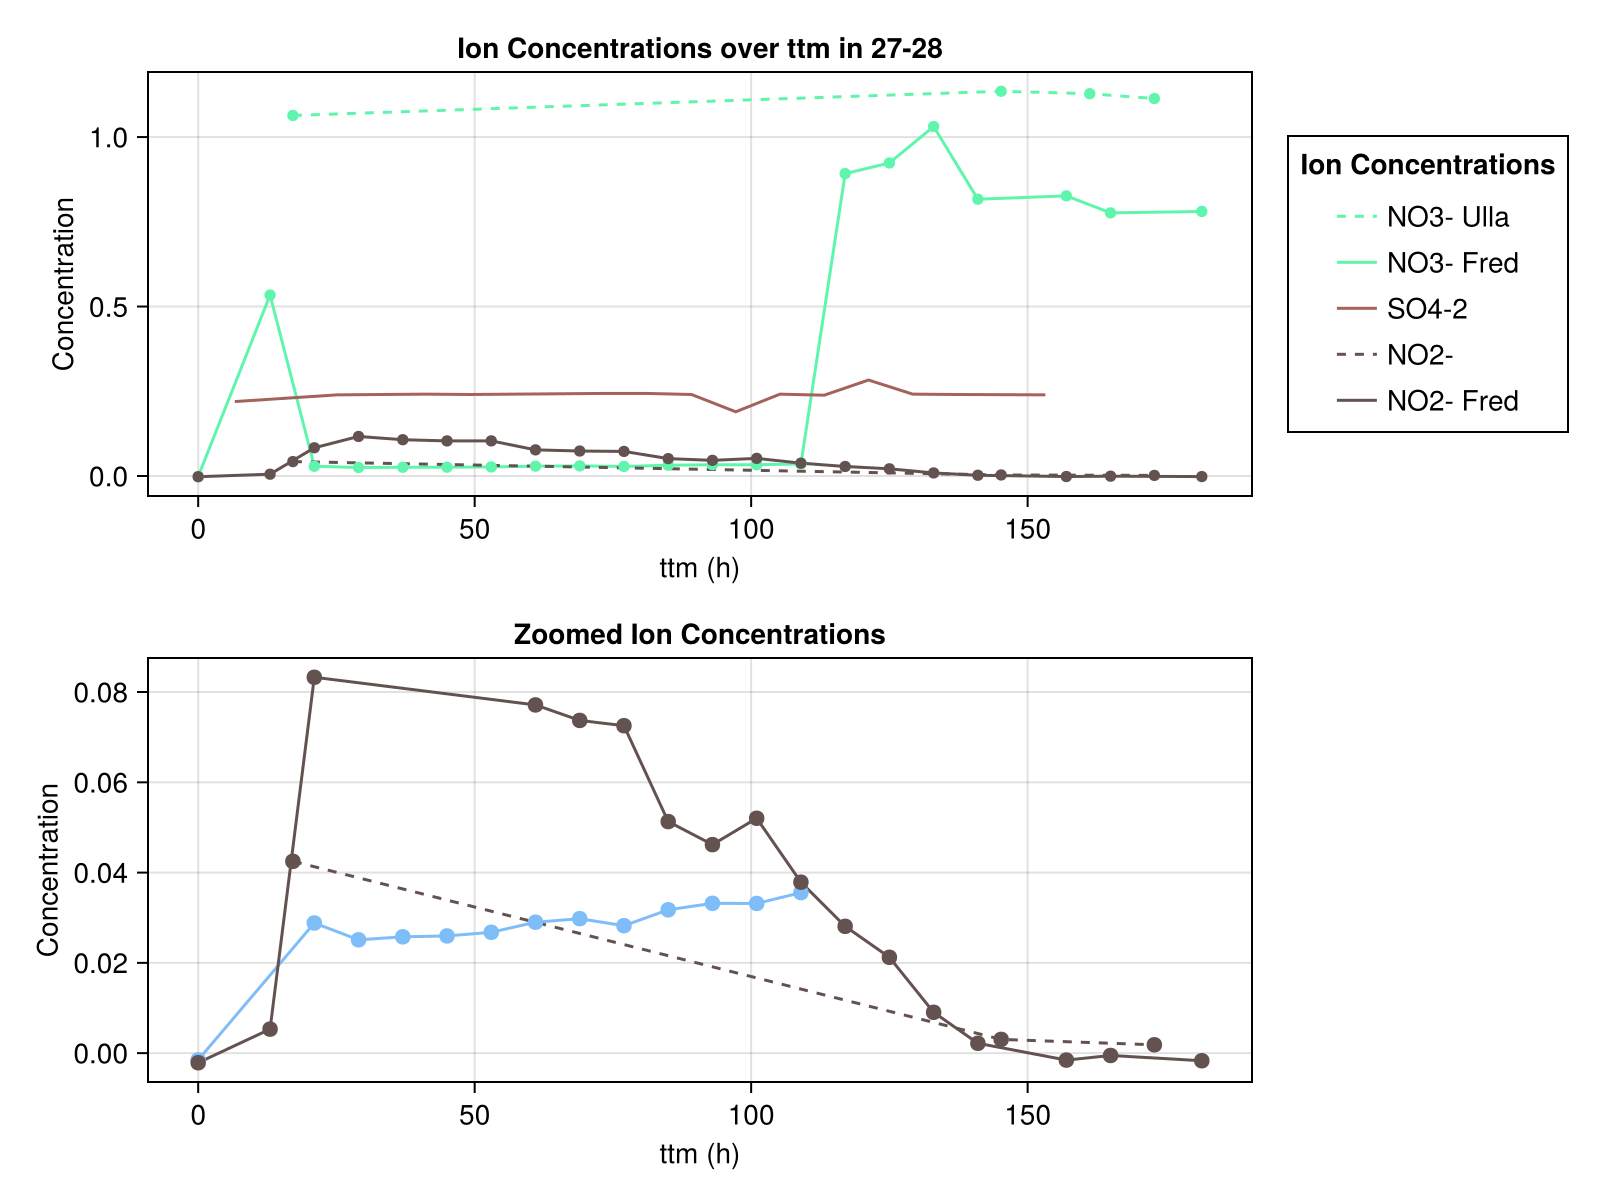 Ion Concentrations over ttm in 27-28
Concentration
1.0
0.5
0.0
0 50 100 150
ttm (h)
Ion Concentrations
NO3- Ulla
NO3- Fred
SO4-2
NO2-
NO2- Fred
Zoomed Ion Concentrations
Concentration
0.08
0.06
0.04
0.02
0.00
0 50 100 150
ttm (h)